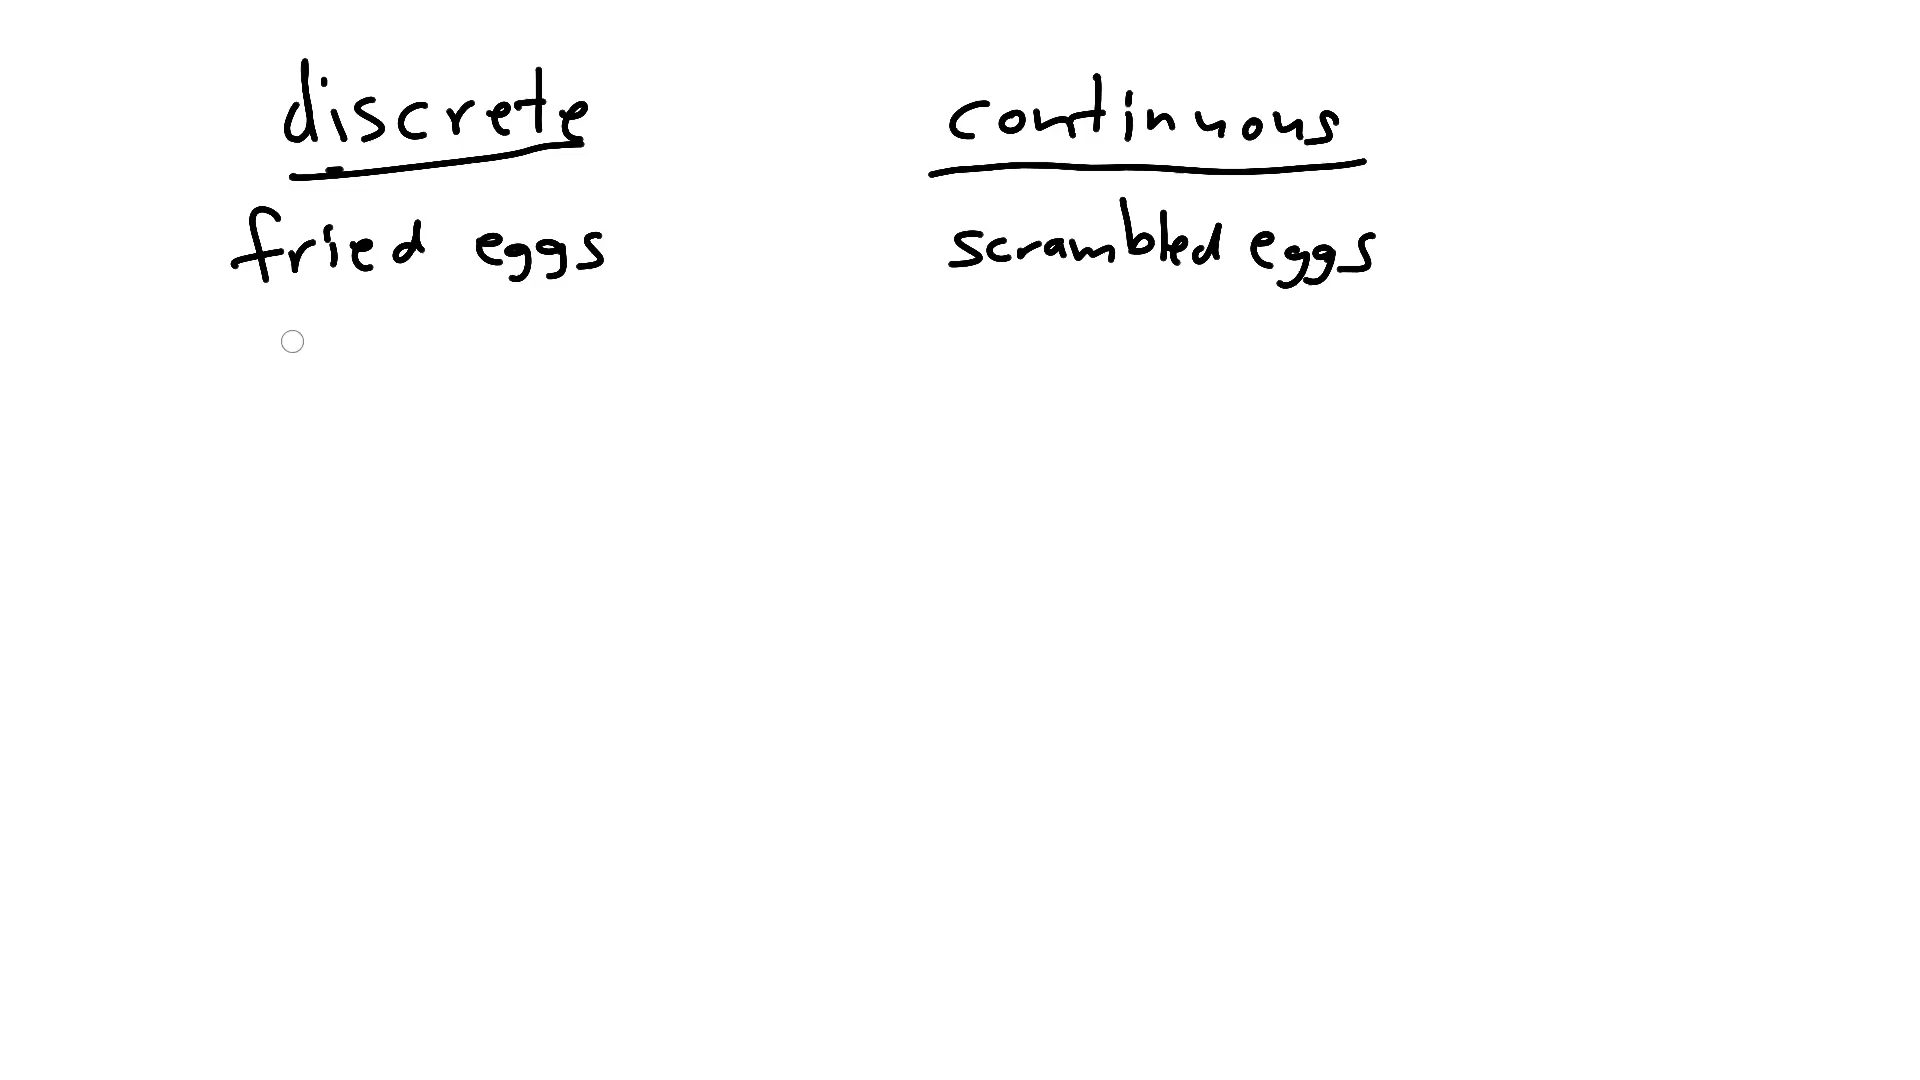 discrete
continuous
fried eggs
scrambled eggs